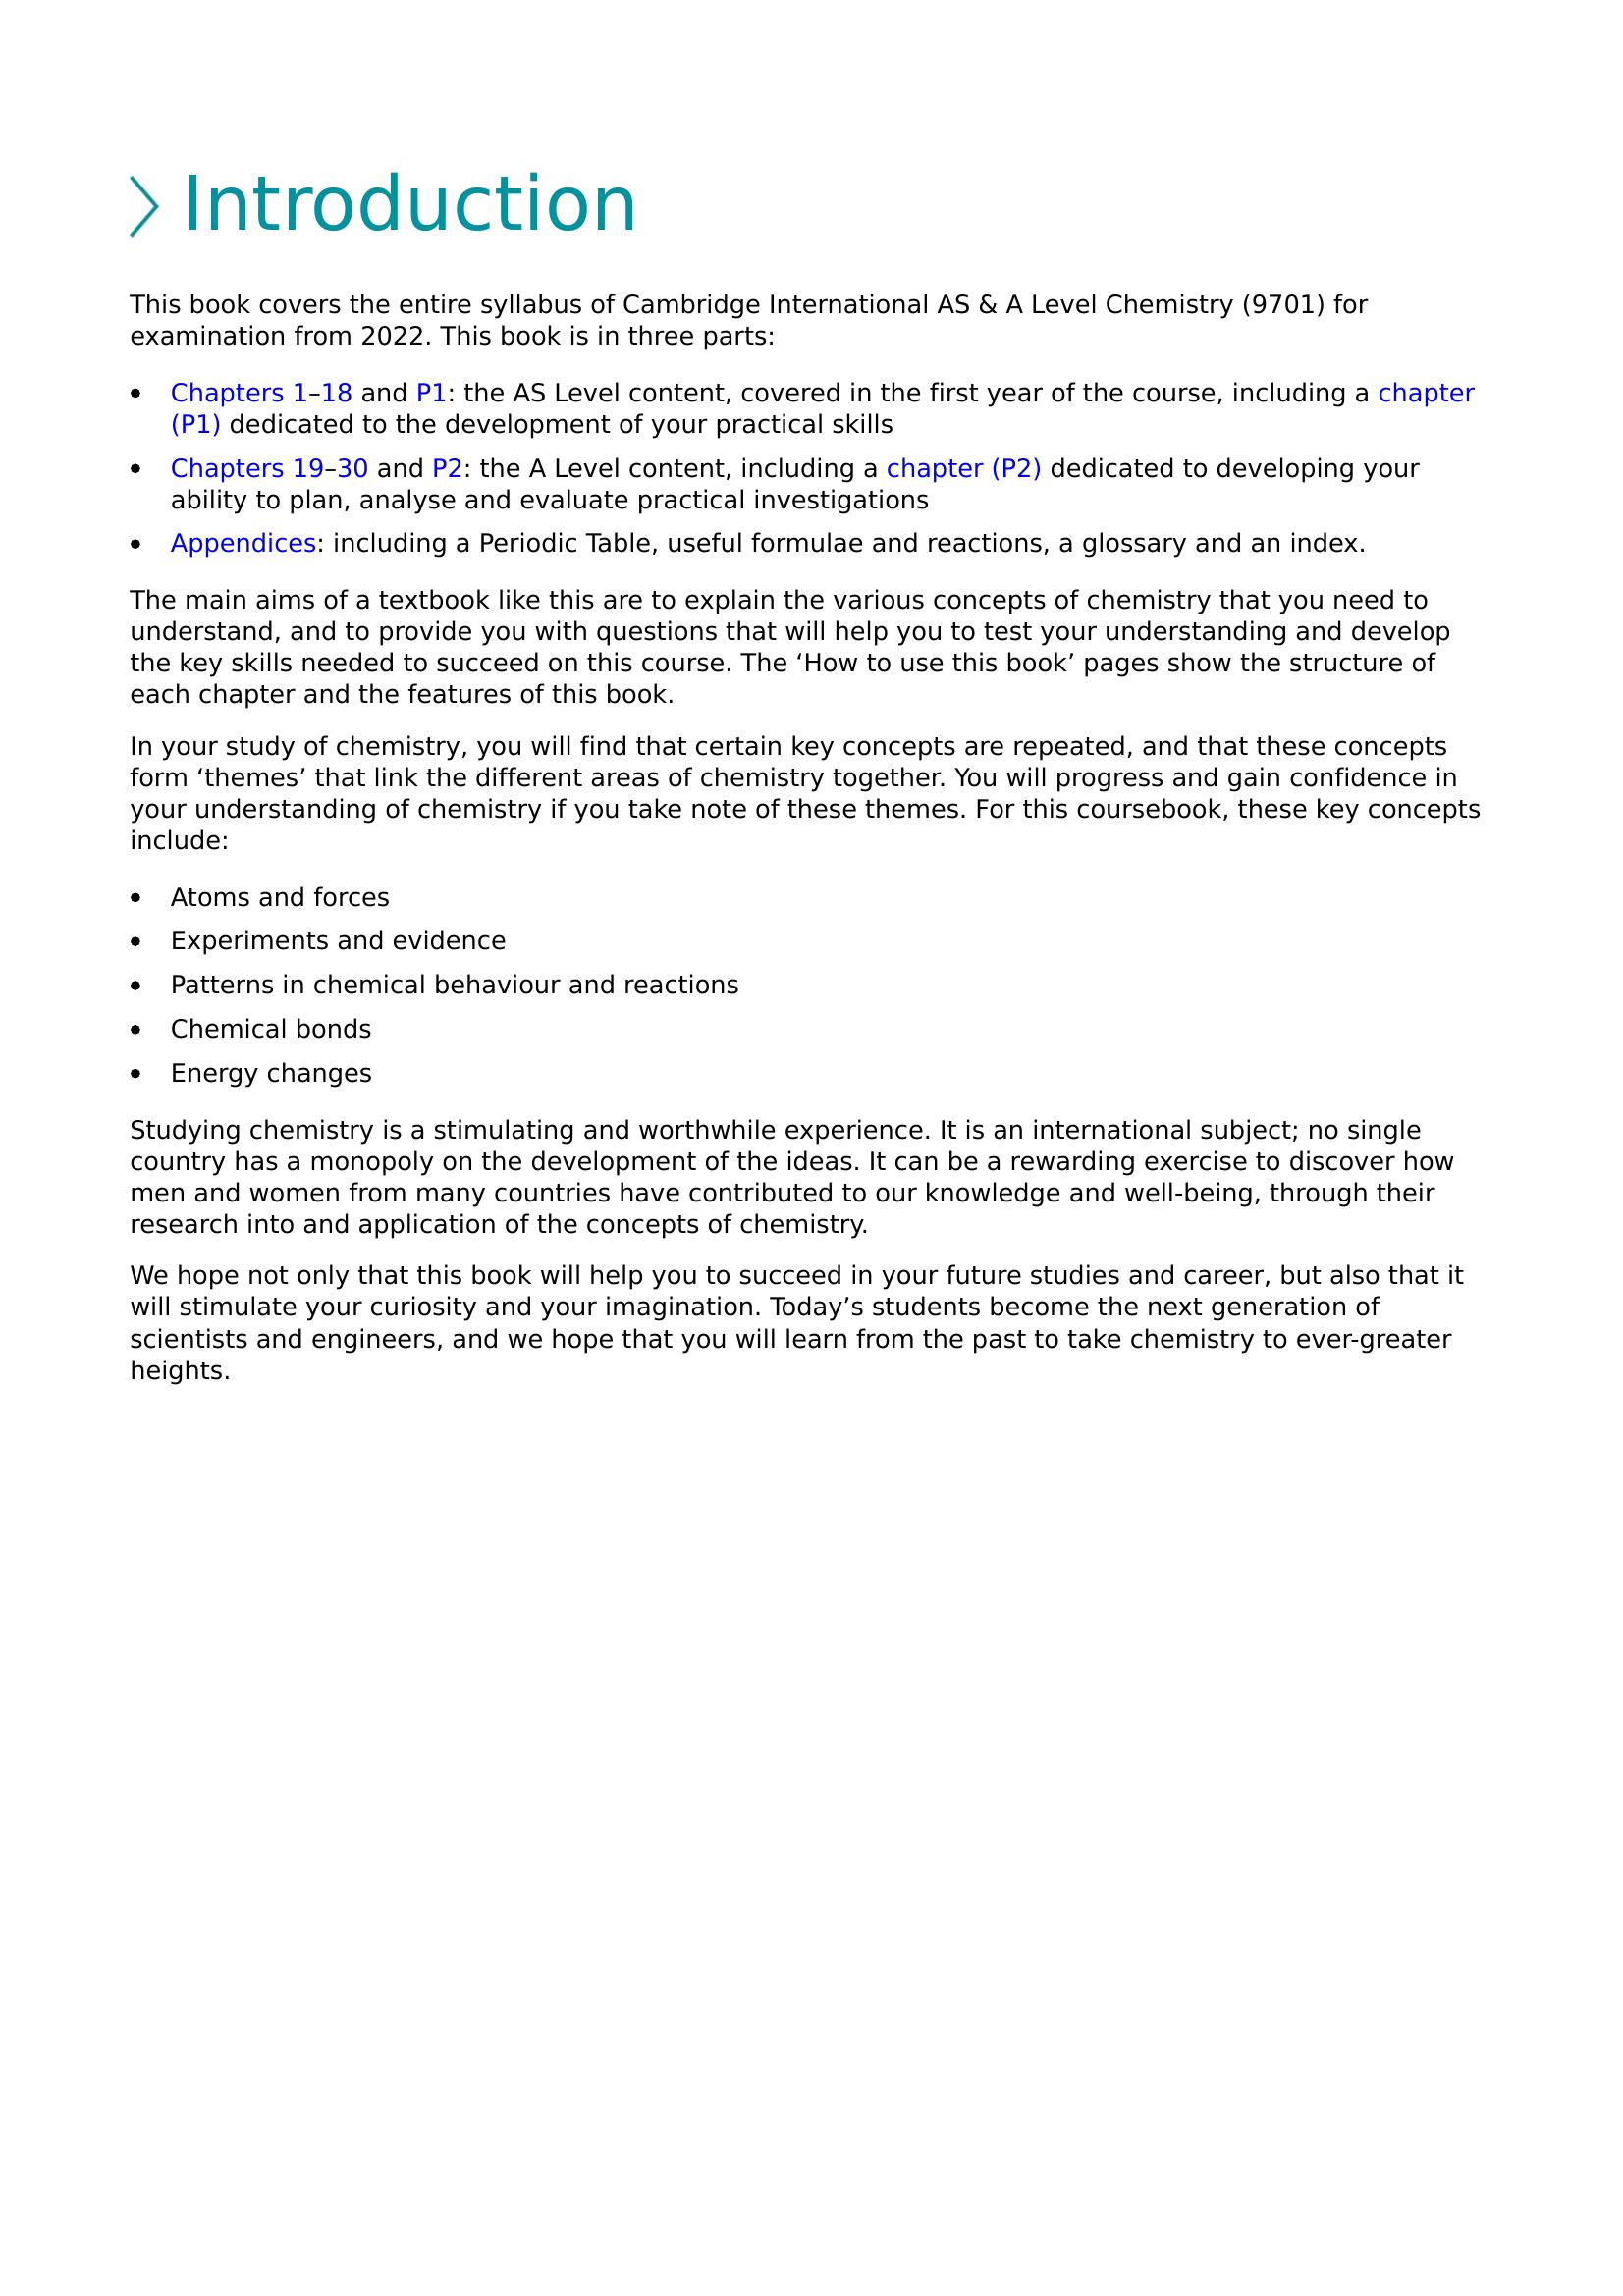 Introduction
This book covers the entire syllabus of Cambridge International AS & A Level Chemistry (9701) for
examination from 2022. This book is in three parts:
• Chapters 1–18 and P1: the AS Level content, covered in the first year of the course, including a chapter
(P1) dedicated to the development of your practical skills
• Chapters 19–30 and P2: the A Level content, including a chapter (P2) dedicated to developing your
ability to plan, analyse and evaluate practical investigations
• Appendices: including a Periodic Table, useful formulae and reactions, a glossary and an index.
The main aims of a textbook like this are to explain the various concepts of chemistry that you need to
understand, and to provide you with questions that will help you to test your understanding and develop
the key skills needed to succeed on this course. The ‘How to use this book’ pages show the structure of
each chapter and the features of this book.
In your study of chemistry, you will find that certain key concepts are repeated, and that these concepts
form ‘themes’ that link the different areas of chemistry together. You will progress and gain confidence in
your understanding of chemistry if you take note of these themes. For this coursebook, these key concepts
include:
• Atoms and forces
• Experiments and evidence
• Patterns in chemical behaviour and reactions
• Chemical bonds
• Energy changes
Studying chemistry is a stimulating and worthwhile experience. It is an international subject; no single
country has a monopoly on the development of the ideas. It can be a rewarding exercise to discover how
men and women from many countries have contributed to our knowledge and well-being, through their
research into and application of the concepts of chemistry.
We hope not only that this book will help you to succeed in your future studies and career, but also that it
will stimulate your curiosity and your imagination. Today’s students become the next generation of
scientists and engineers, and we hope that you will learn from the past to take chemistry to ever-greater
heights.